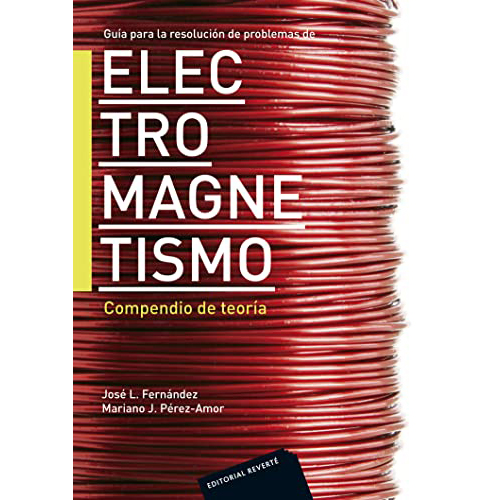 Guía para la resolución de problemas de
ELEC
TRO
MAGNE
TISMO
Compendio de teoría
José L. Fernández
Mariano J. Pérez-Amor
EDITORIAL REVERTÉ